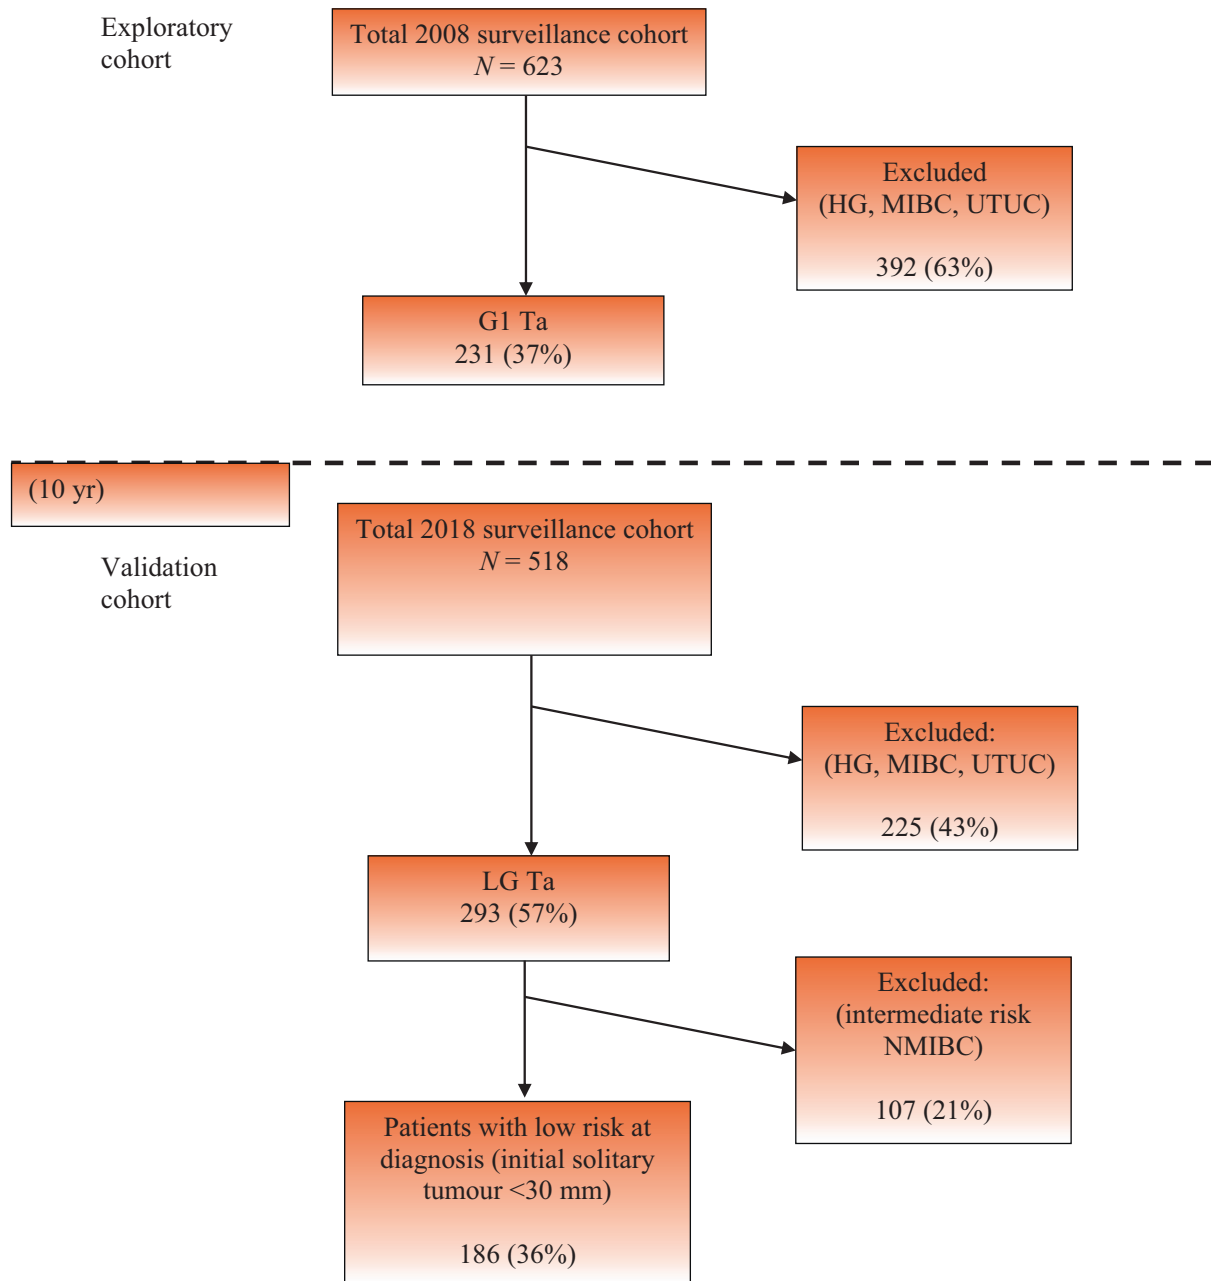 Exploratory
cohort
Total 2008 surveillance cohort
N = 623
Excluded
(HG, MIBC, UTUC)
392 (63%)
G1 Ta
231 (37%)
(10 yr)
Validation
cohort
Total 2018 surveillance cohort
N = 518
Excluded:
(HG, MIBC, UTUC)
225 (43%)
LG Ta
293 (57%)
Excluded:
(intermediate risk
NMIBC)
107 (21%)
Patients with low risk at
diagnosis (initial solitary
tumour <30 mm)
186 (36%)